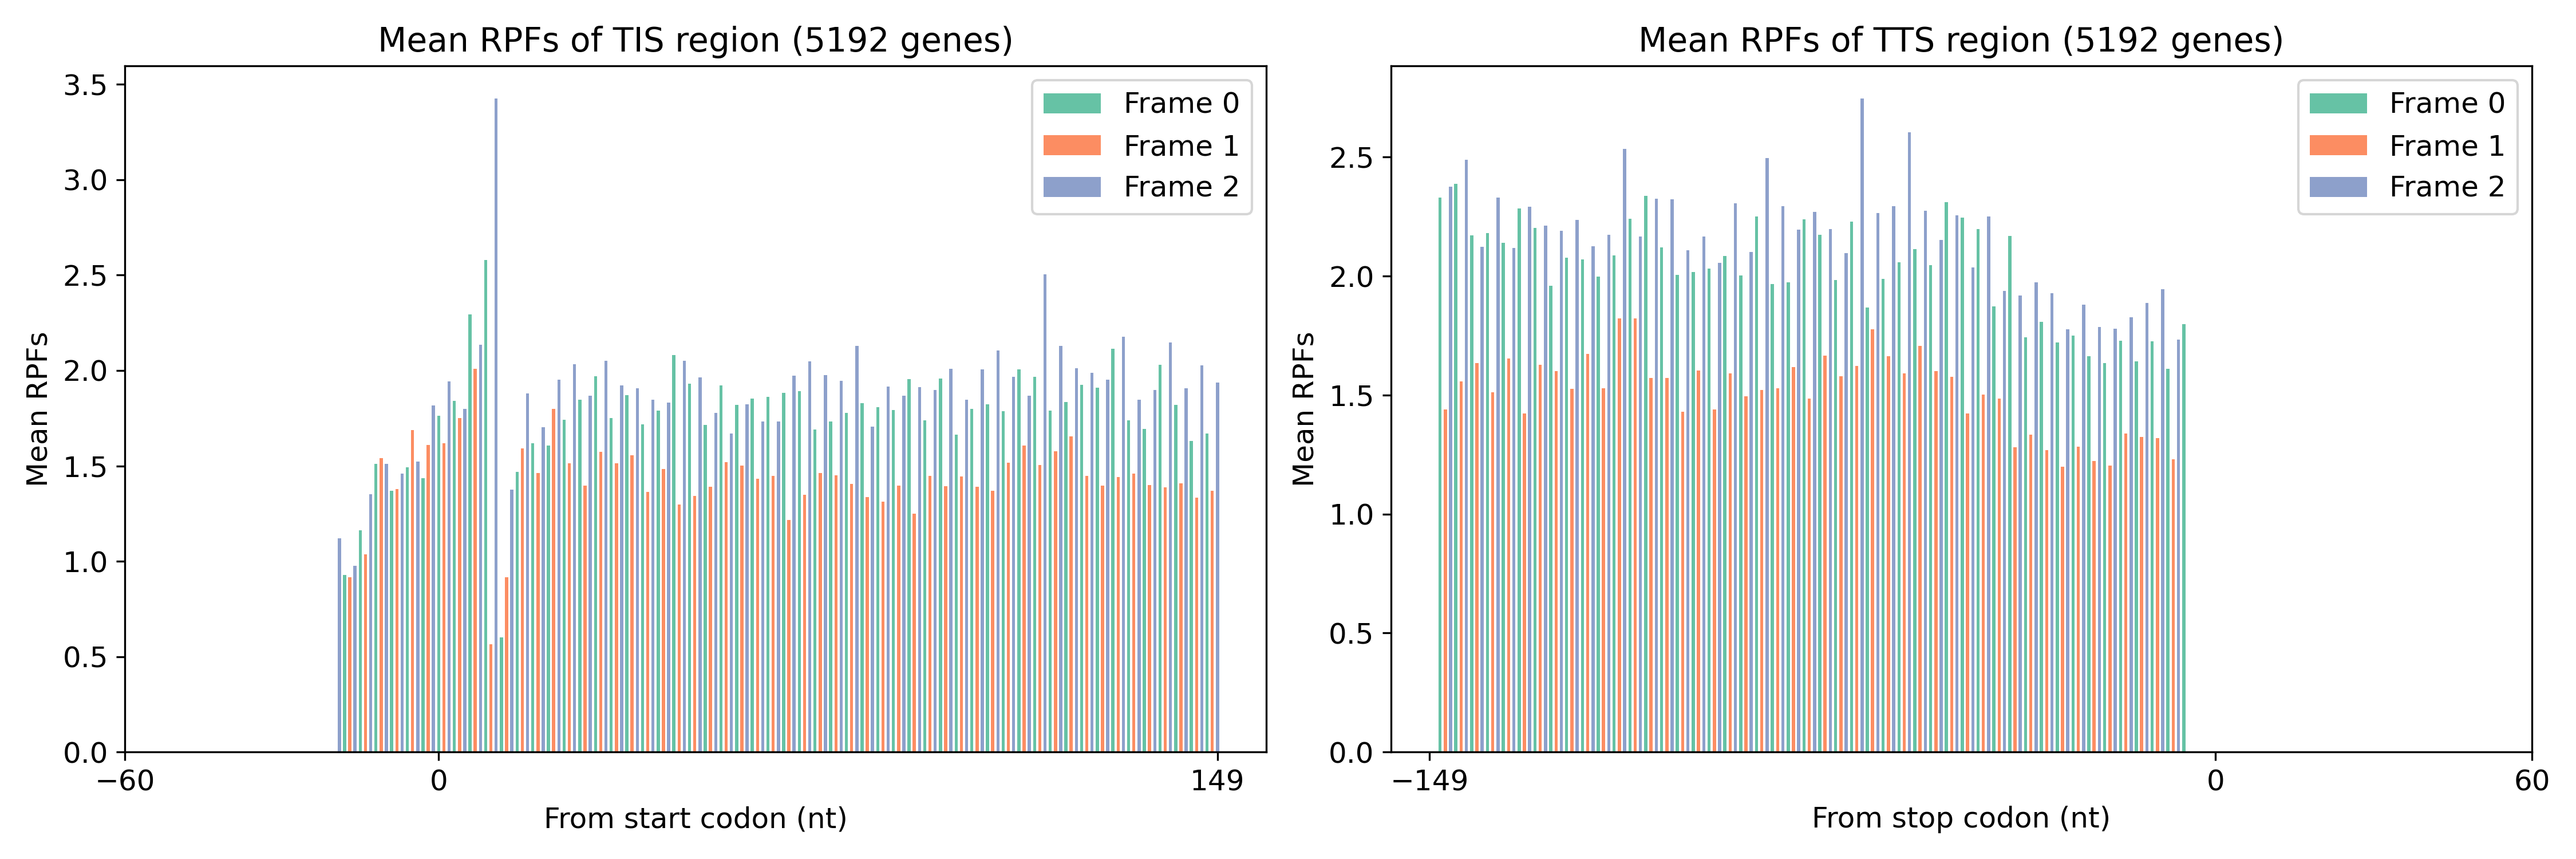 Mean RPFs of TIS region (5192 genes)
3.5
3.0
2.5
2.0
1.5
1.0
0.5
0.0
Mean RPFs
−60
0
149
From start codon (nt)
Frame 0
Frame 1
Frame 2
Mean RPFs of TTS region (5192 genes)
2.5
2.0
1.5
1.0
0.5
0.0
Mean RPFs
−149
0
60
From stop codon (nt)
Frame 0
Frame 1
Frame 2